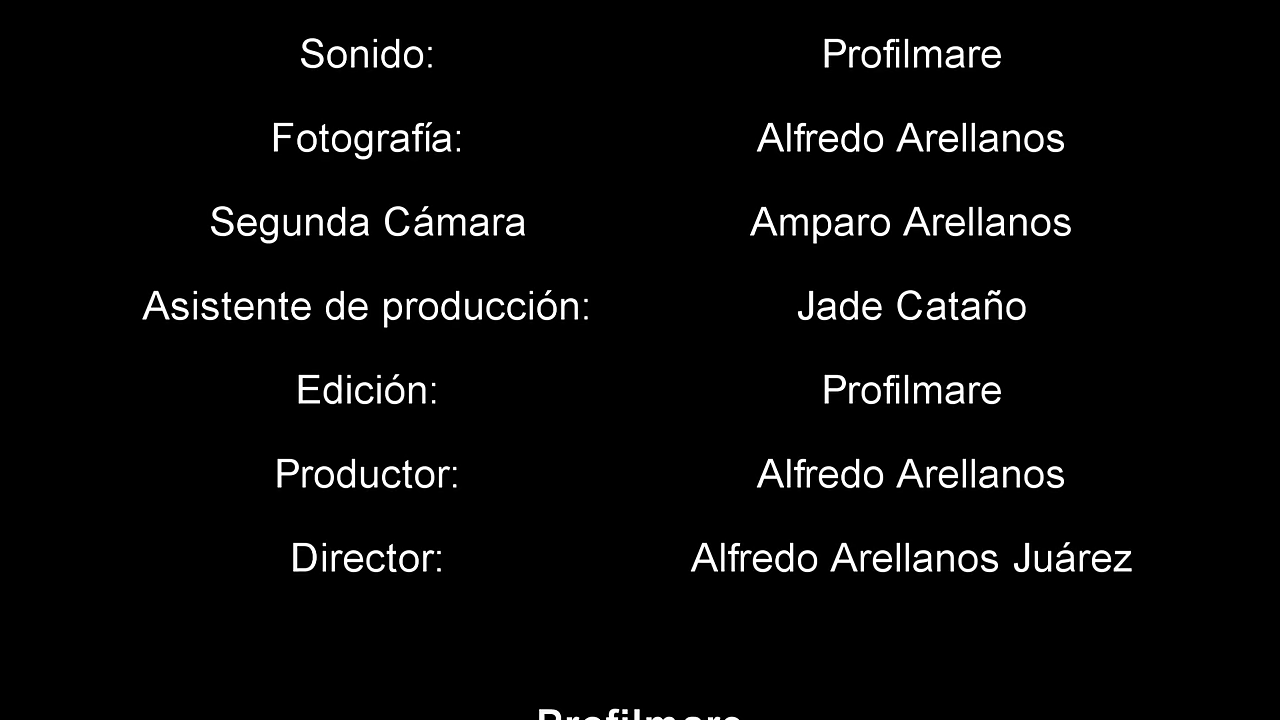 Sonido: Profilmare
Fotografía: Alfredo Arellanos
Segunda Cámara Amparo Arellanos
Asistente de producción: Jade Cataño
Edición: Profilmare
Productor: Alfredo Arellanos
Director: Alfredo Arellanos Juárez
Profilmare